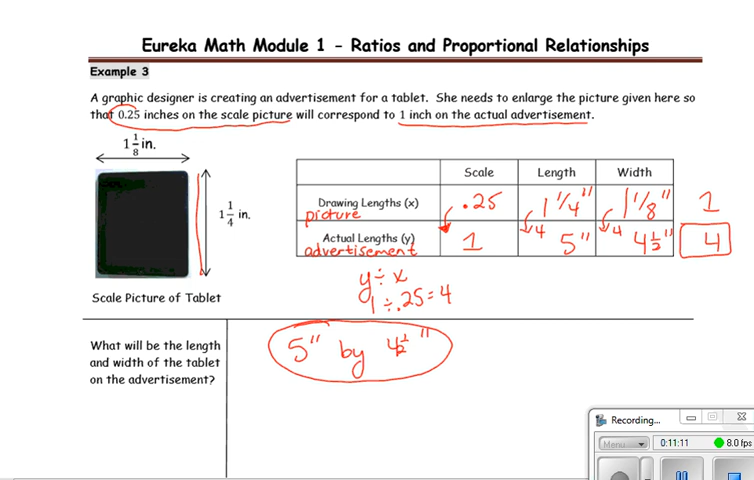 Eureka Math Module 1 - Ratios and Proportional Relationships
Example 3
A graphic designer is creating an advertisement for a tablet. She needs to enlarge the picture given here so
that 0.25 inches on the scale picture will correspond to 1 inch on the actual advertisement.
1 1/8 in.
1 1/4 in.
Scale Picture of Tablet
Scale Length Width
Drawing Lengths (x) .25 1 1/4" 1 1/8" 1
picture
Actual Lengths (y) 1 ·4 5" ·4 4 1/2" 4
advertisement
y ÷ x
1 ÷ .25 = 4
What will be the length
and width of the tablet
on the advertisement?
5" by 4 1/2"
Recording...
Menu 0:11:11 8.0 fps